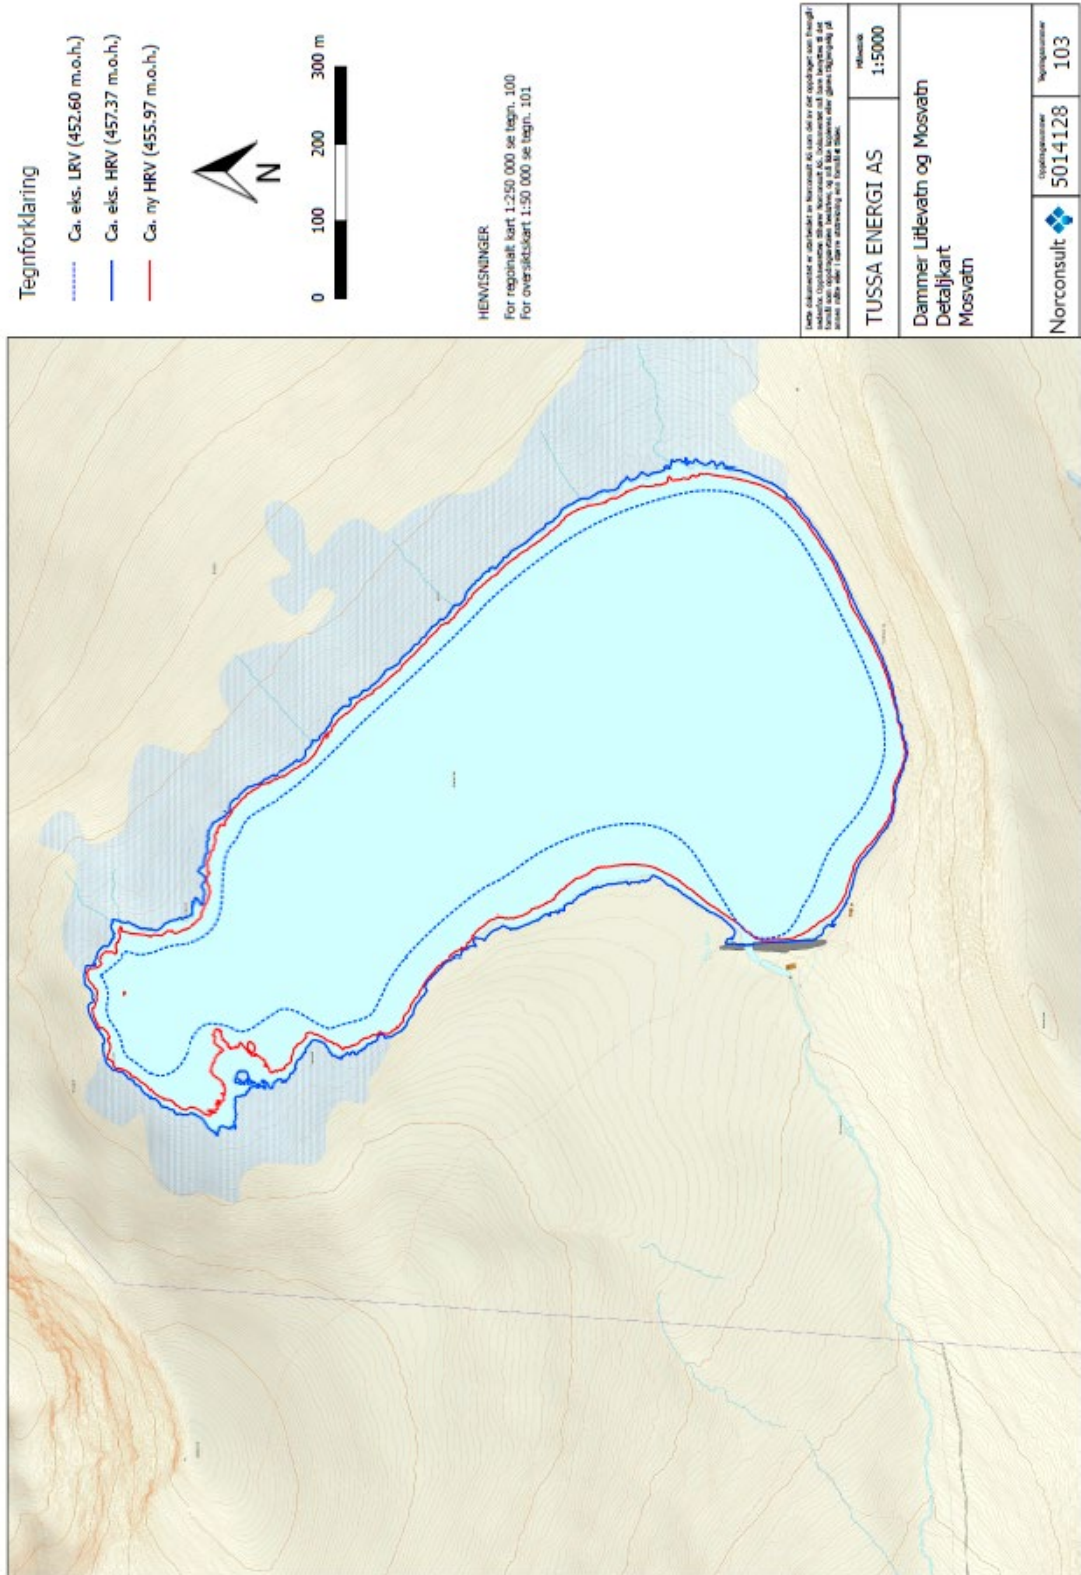 Tegnforklaring
Ca. eks. LRV (452.60 m.o.h.)
Ca. eks. HRV (457.37 m.o.h.)
Ca. ny HRV (455.97 m.o.h.)
N
0 100 200 300 m
HENVISNINGER
For regoinalt kart 1:250 000 se tegn. 100
For oversiktskart 1:50 000 se tegn. 101
TUSSA ENERGI AS
Målestokk
1:5000
Dammer Litlevatn og Mosvatn
Detaljkart
Mosvatn
Norconsult
Oppdragsnummer
5014128
Tegningsnummer
103